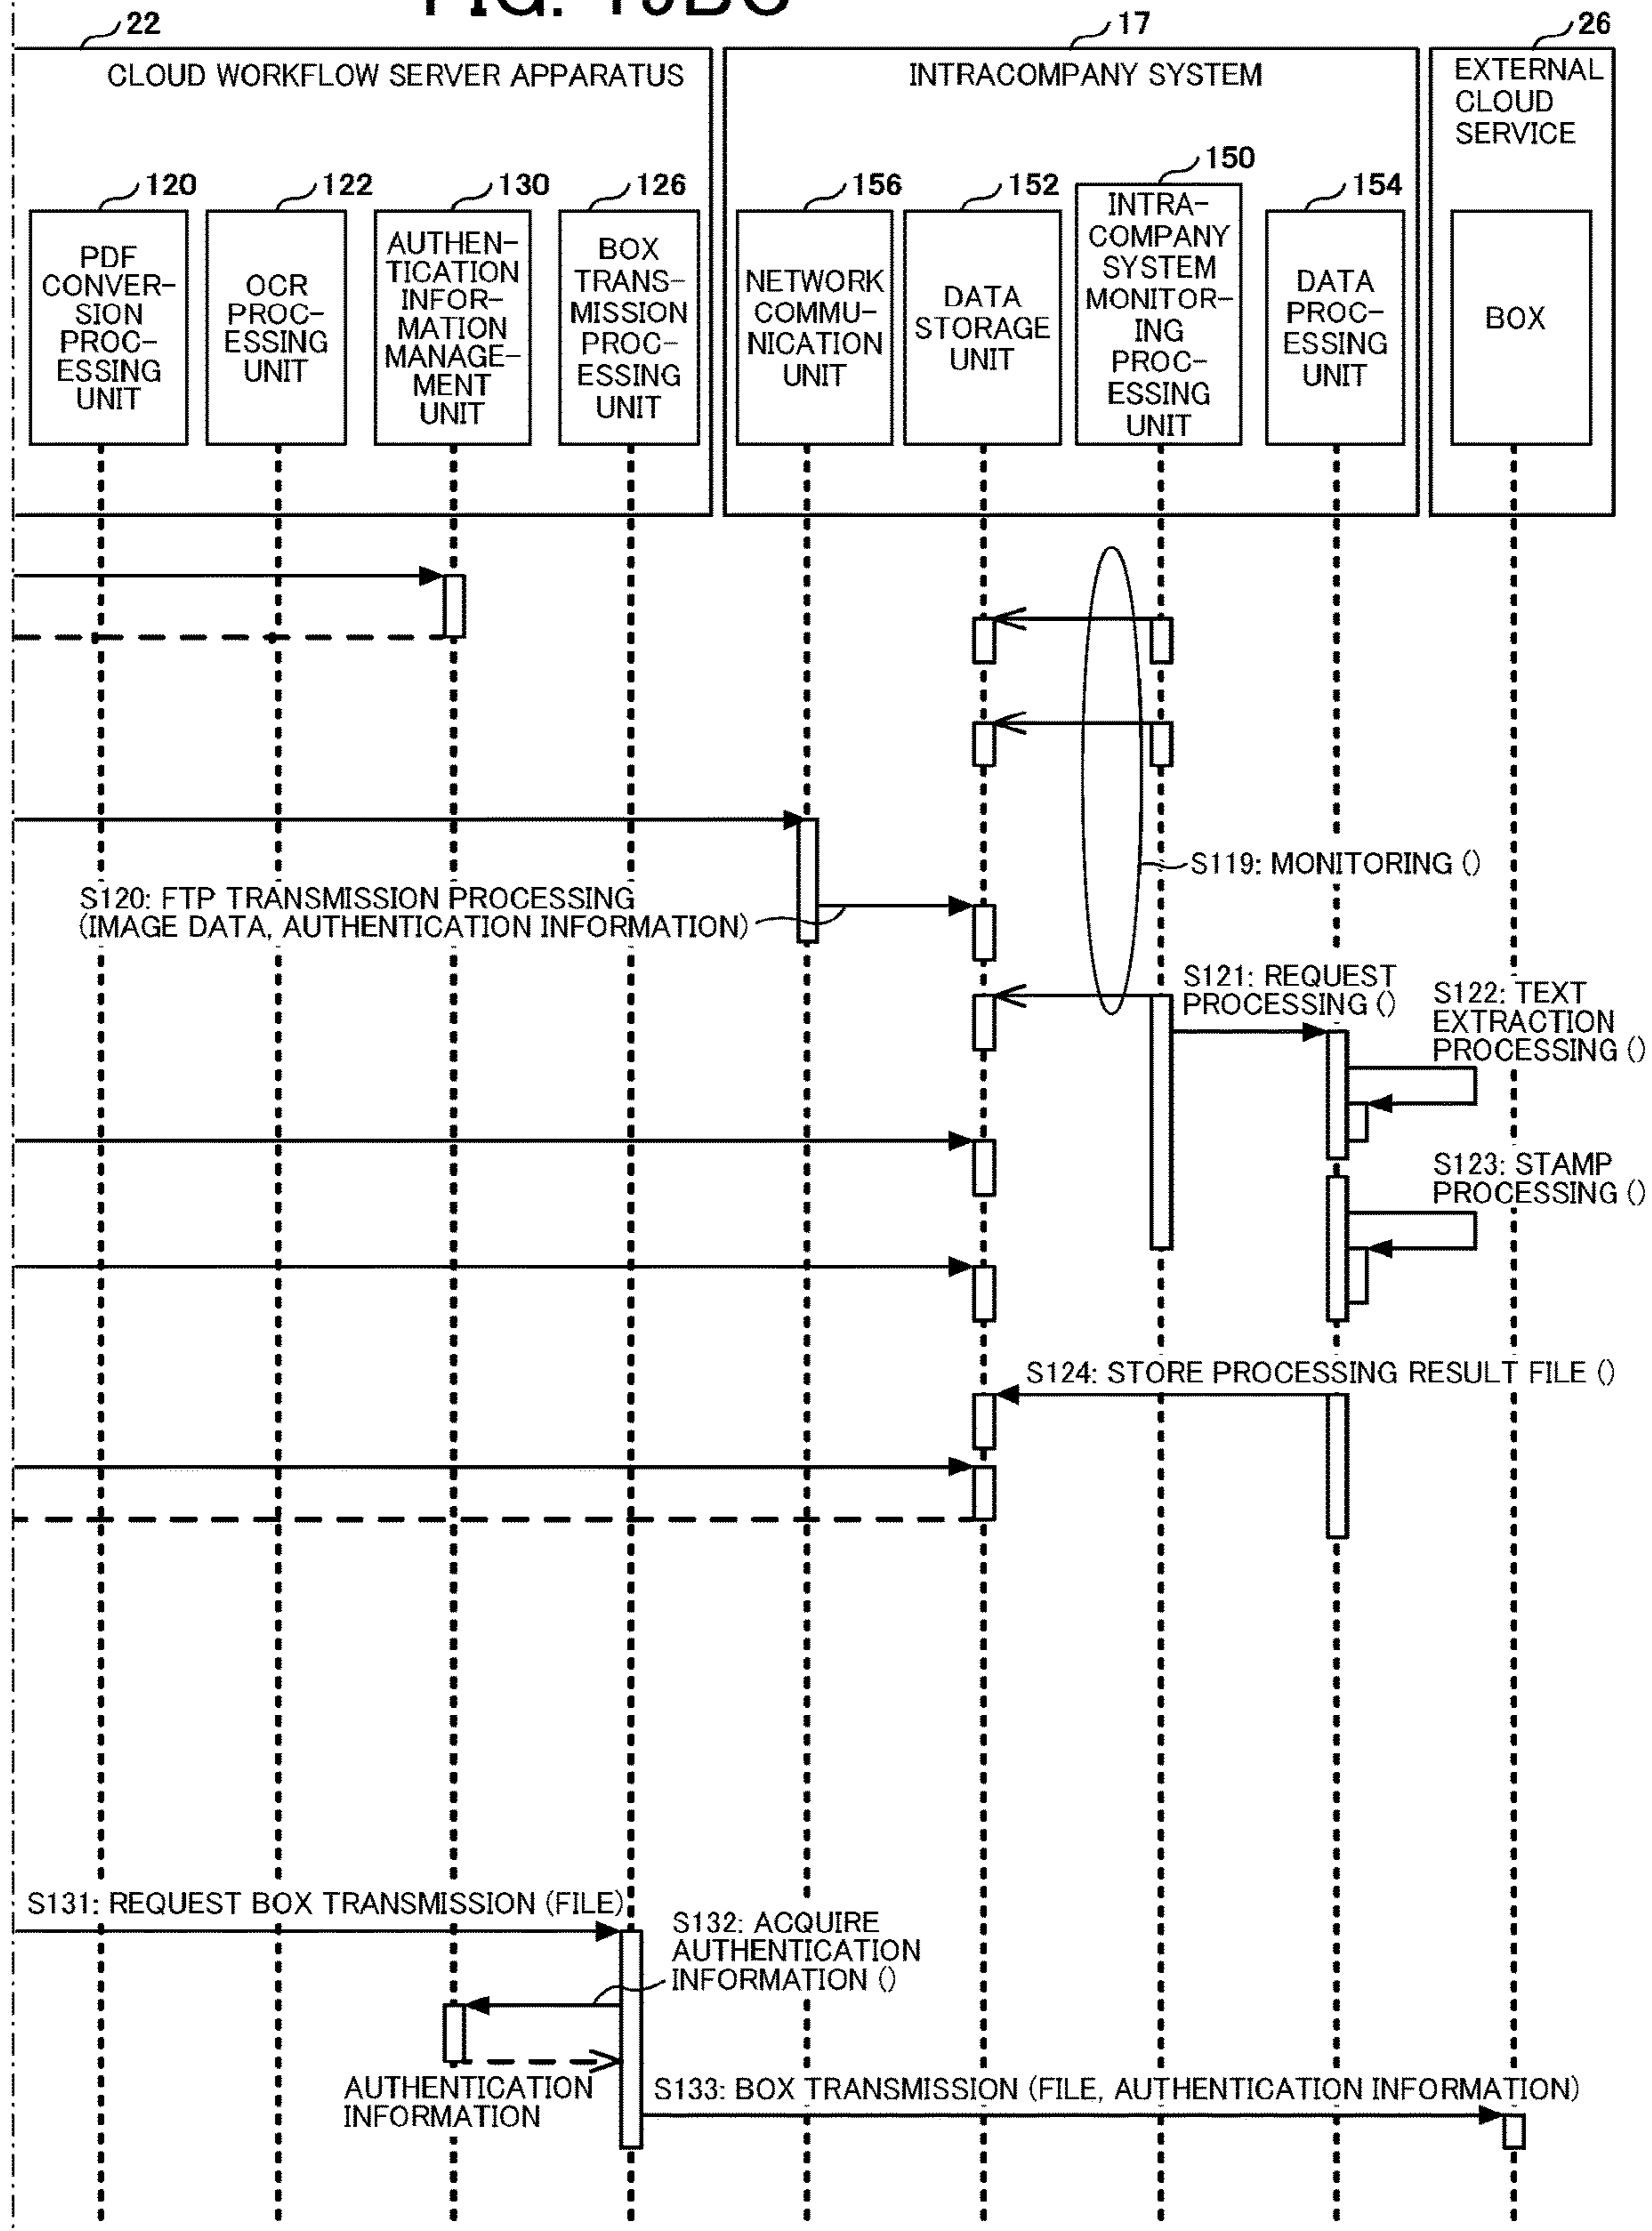 22
17
26
CLOUD WORKFLOW SERVER APPARATUS
INTRACOMPANY SYSTEM
EXTERNAL
CLOUD
SERVICE
120
122
130
126
156
152
150
154
PDF
CONVER-
SION
PROC-
ESSING
UNIT
OCR
PROC-
ESSING
UNIT
AUTHEN-
TICATION
INFOR-
MATION
MANAGE-
MENT
UNIT
BOX
TRANS-
MISSION
PROC-
ESSING
UNIT
NETWORK
COMMU-
NICATION
UNIT
DATA
STORAGE
UNIT
INTRA-
COMPANY
SYSTEM
MONITOR-
ING
PROC-
ESSING
UNIT
DATA
PROC-
ESSING
UNIT
BOX
S119: MONITORING ()
S120: FTP TRANSMISSION PROCESSING
(IMAGE DATA, AUTHENTICATION INFORMATION)
S121: REQUEST
PROCESSING ()
S122: TEXT
EXTRACTION
PROCESSING ()
S123: STAMP
PROCESSING ()
S124: STORE PROCESSING RESULT FILE ()
S131: REQUEST BOX TRANSMISSION (FILE)
S132: ACQUIRE
AUTHENTICATION
INFORMATION ()
AUTHENTICATION
INFORMATION
S133: BOX TRANSMISSION (FILE, AUTHENTICATION INFORMATION)